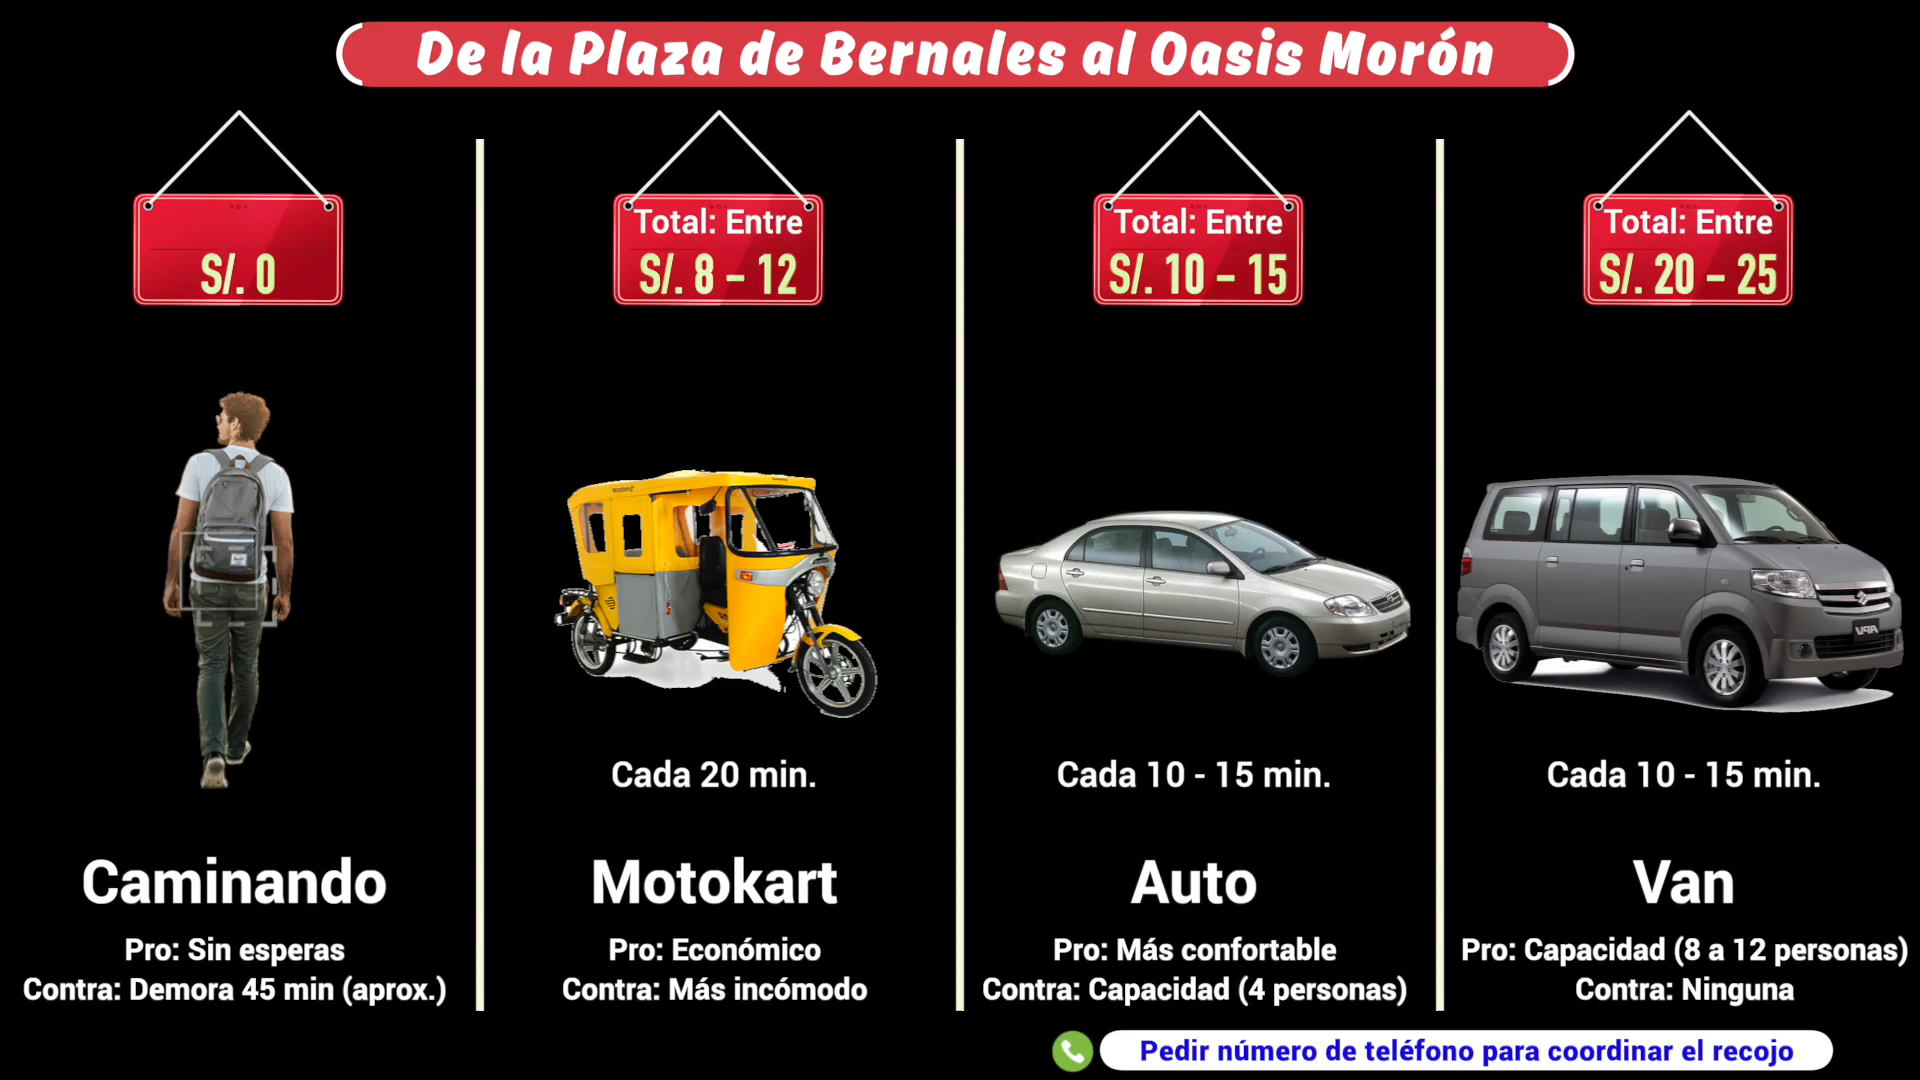 De la Plaza de Bernales al Oasis Morón
S/. 0
Total: Entre
S/. 8 - 12
Total: Entre
S/. 10 - 15
Total: Entre
S/. 20 - 25
Cada 20 min.
Cada 10 - 15 min.
Cada 10 - 15 min.
Caminando
Pro: Sin esperas
Contra: Demora 45 min (aprox.)
Motokart
Pro: Económico
Contra: Más incómodo
Auto
Pro: Más confortable
Contra: Capacidad (4 personas)
Van
Pro: Capacidad (8 a 12 personas)
Contra: Ninguna
Pedir número de teléfono para coordinar el recojo